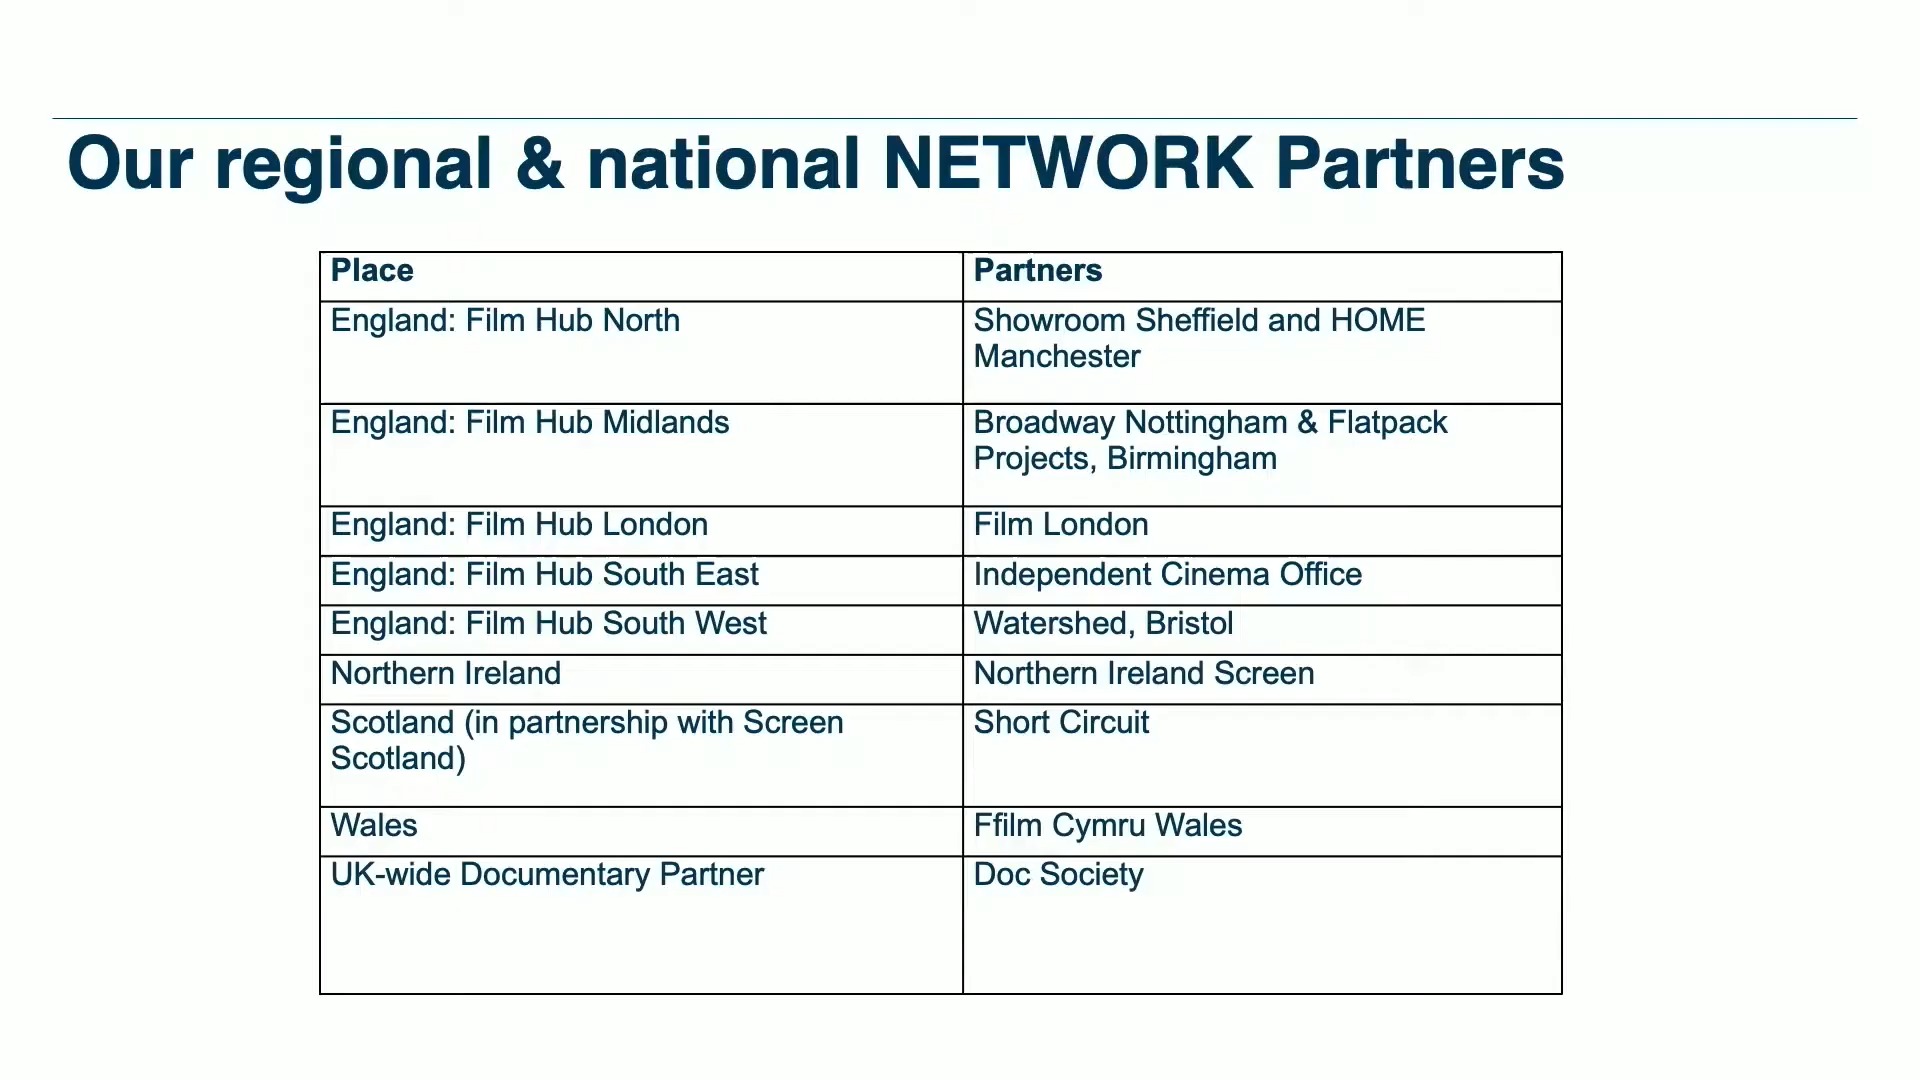 Our regional & national NETWORK Partners
Place
Partners
England: Film Hub North
Showroom Sheffield and HOME
Manchester
England: Film Hub Midlands
Broadway Nottingham & Flatpack
Projects, Birmingham
England: Film Hub London
Film London
England: Film Hub South East
Independent Cinema Office
England: Film Hub South West
Watershed, Bristol
Northern Ireland
Northern Ireland Screen
Scotland (in partnership with Screen
Scotland)
Short Circuit
Wales
Ffilm Cymru Wales
UK-wide Documentary Partner
Doc Society